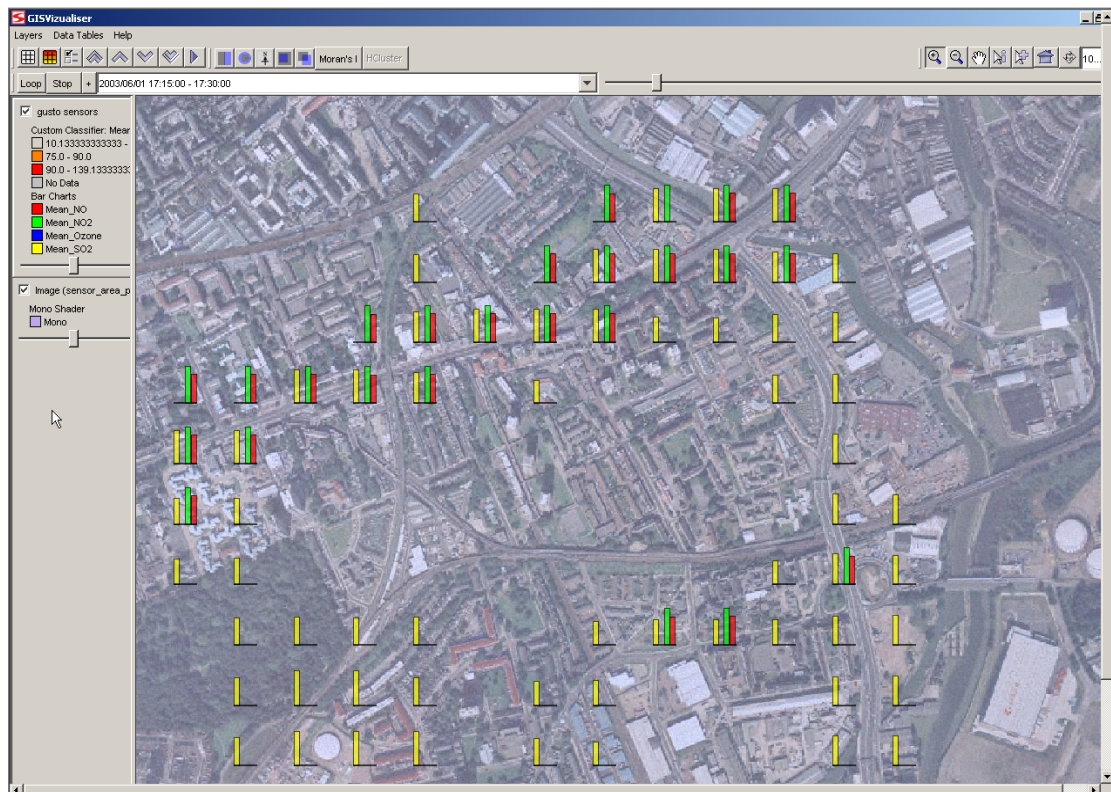 GISVizualiser
Layers Data Tables Help
Moran's I HCluster
10...
Loop Stop + 2003/06/01 17:15:00 - 17:30:00
gusto sensors
Custom Classifier: Mear
10.133333333333 -
75.0 - 90.0
90.0 - 139.1333333
No Data
Bar Charts
Mean_NO
Mean_NO2
Mean_Ozone
Mean_SO2
Image (sensor_area_p
Mono Shader
Mono